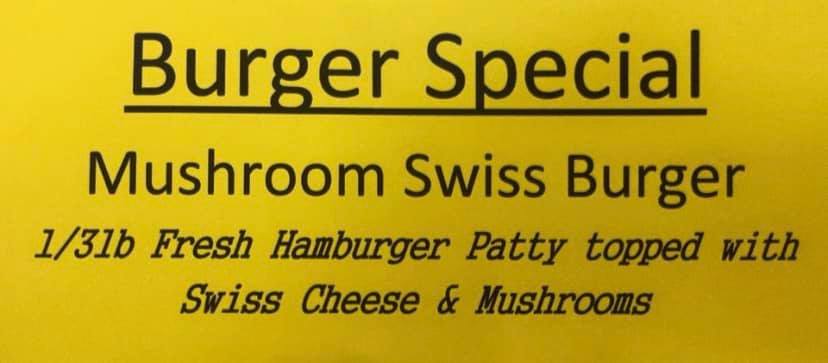 Burger Special
Mushroom Swiss Burger
1/3lb Fresh Hamburger Patty topped with
Swiss Cheese & Mushrooms